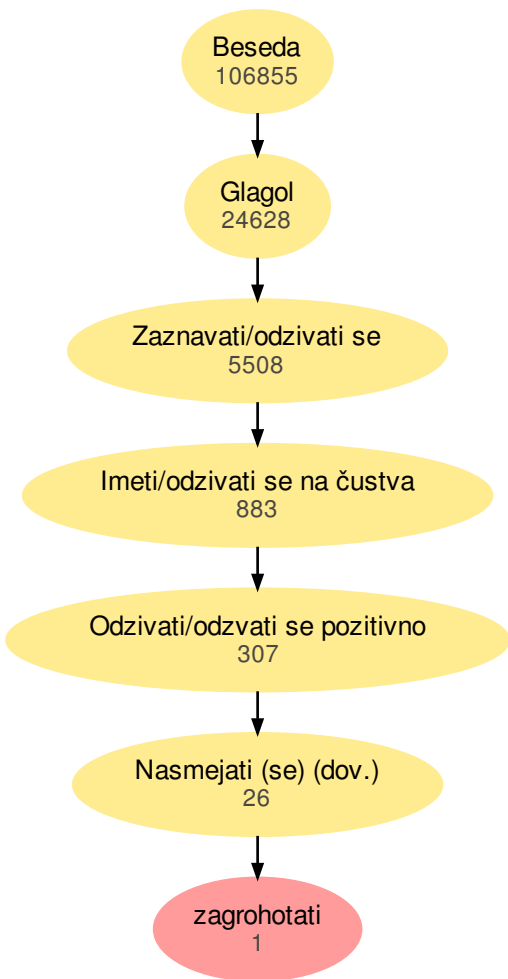 Beseda
106855
Glagol
24628
Zaznavati/odzivati se
5508
Imeti/odzivati se na čustva
883
Odzivati/odzvati se pozitivno
307
Nasmejati (se) (dov.)
26
zagrohotati
1